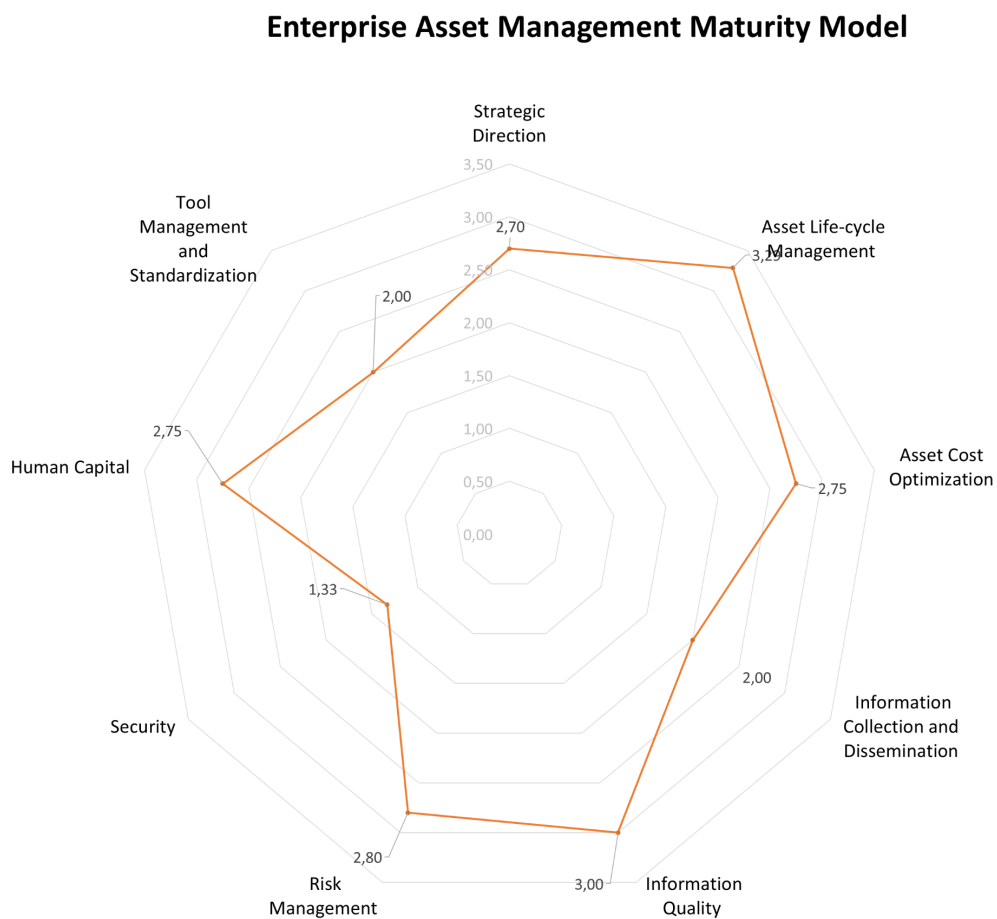 Enterprise Asset Management Maturity Model
Strategic
Direction
3,50
Tool
Management
and
Standardization
3,00
2,70
Asset Life-cycle
Management
3,29
2,50
2,00
2,00
1,50
2,75
1,00
Human Capital
Asset Cost
Optimization
2,75
0,50
0,00
1,33
2,00
Security
Information
Collection and
Dissemination
2,80
3,00
Risk
Management
Information
Quality